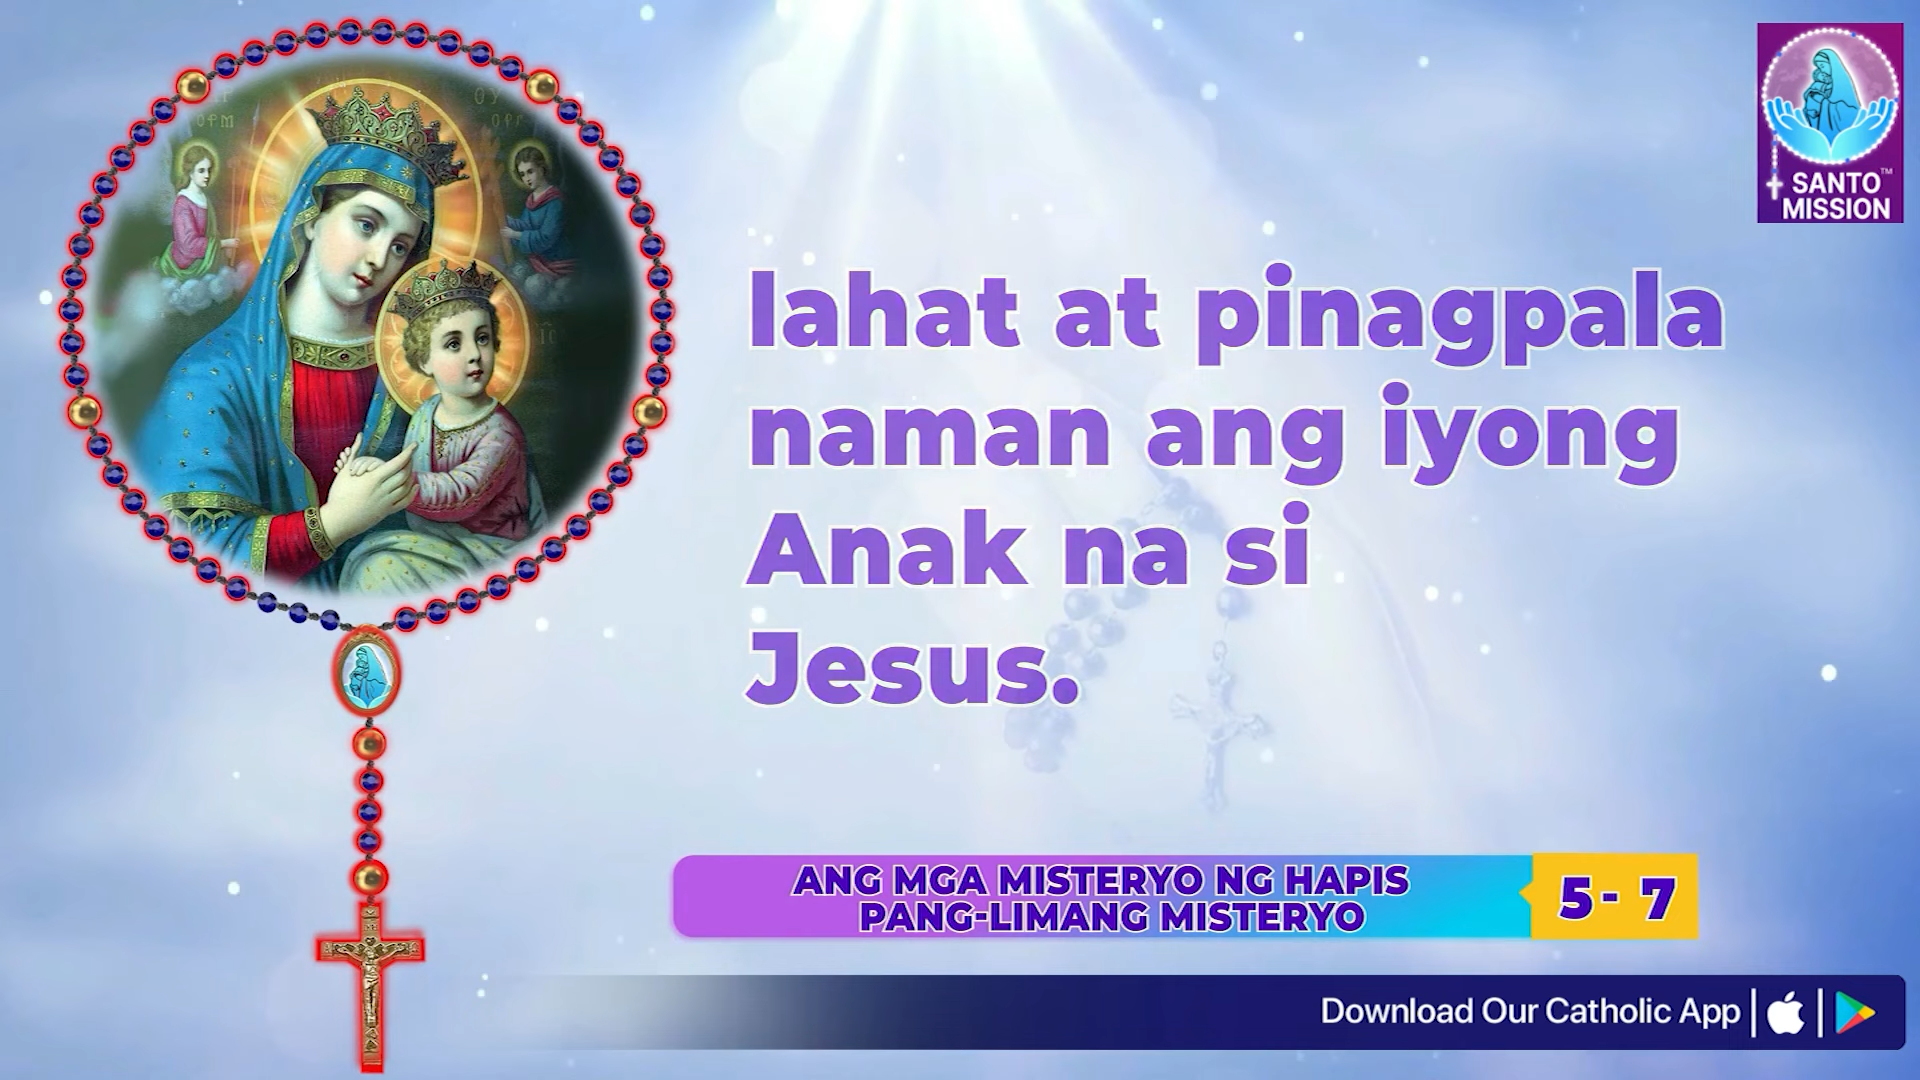 SANTO
MISSION
TM
lahat at pinagpala
naman ang iyong
Anak na si
Jesus.
ANG MGA MISTERYO NG HAPIS
PANG-LIMANG MISTERYO
5- 7
Download Our Catholic App